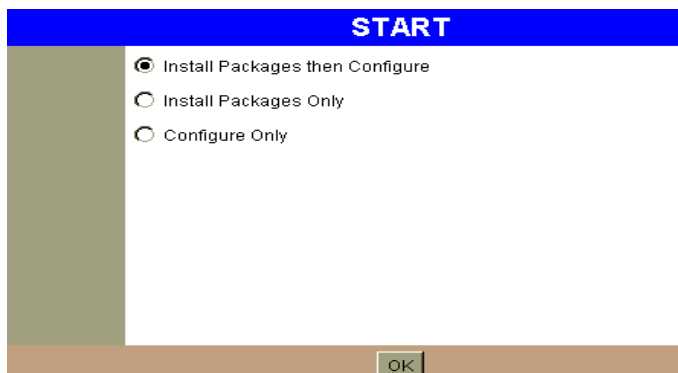 START
Install Packages then Configure
Install Packages Only
Configure Only
OK